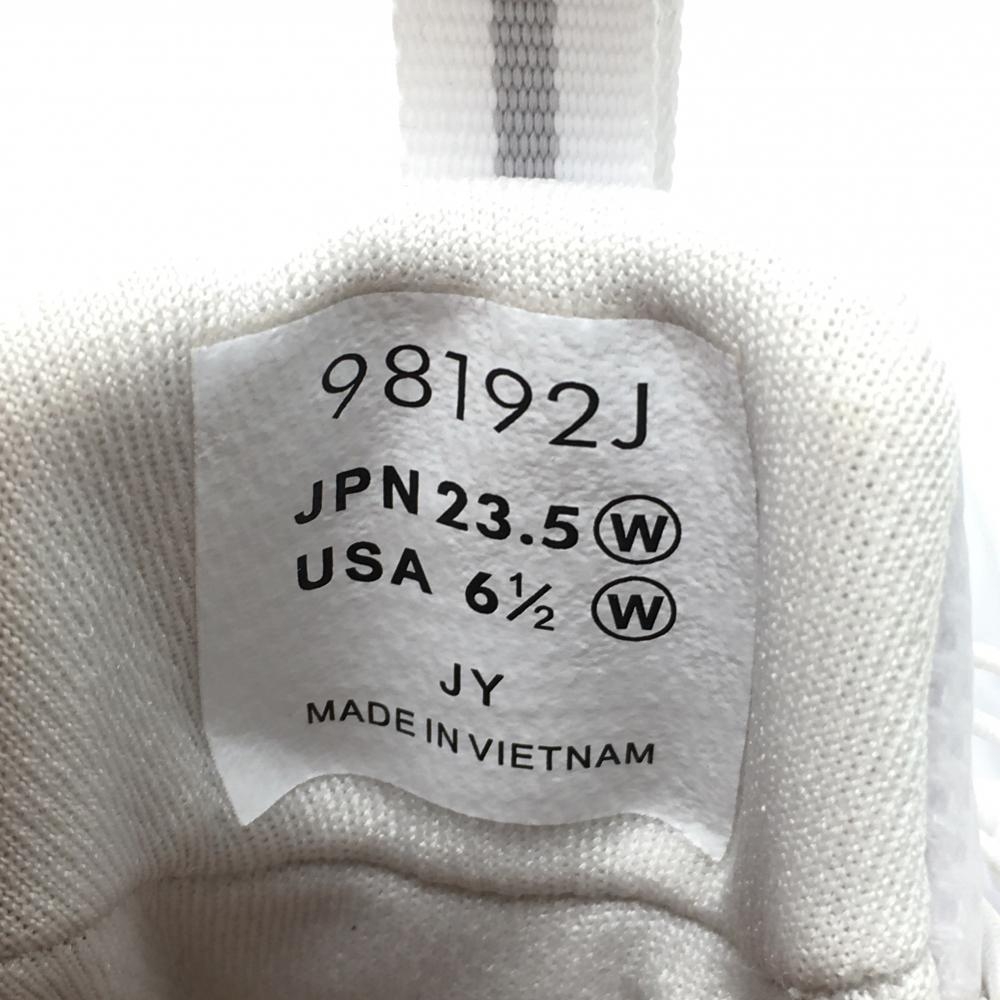 98192J
JPN 23.5 Ⓦ
USA 6½ Ⓦ
JY
MADE IN VIETNAM